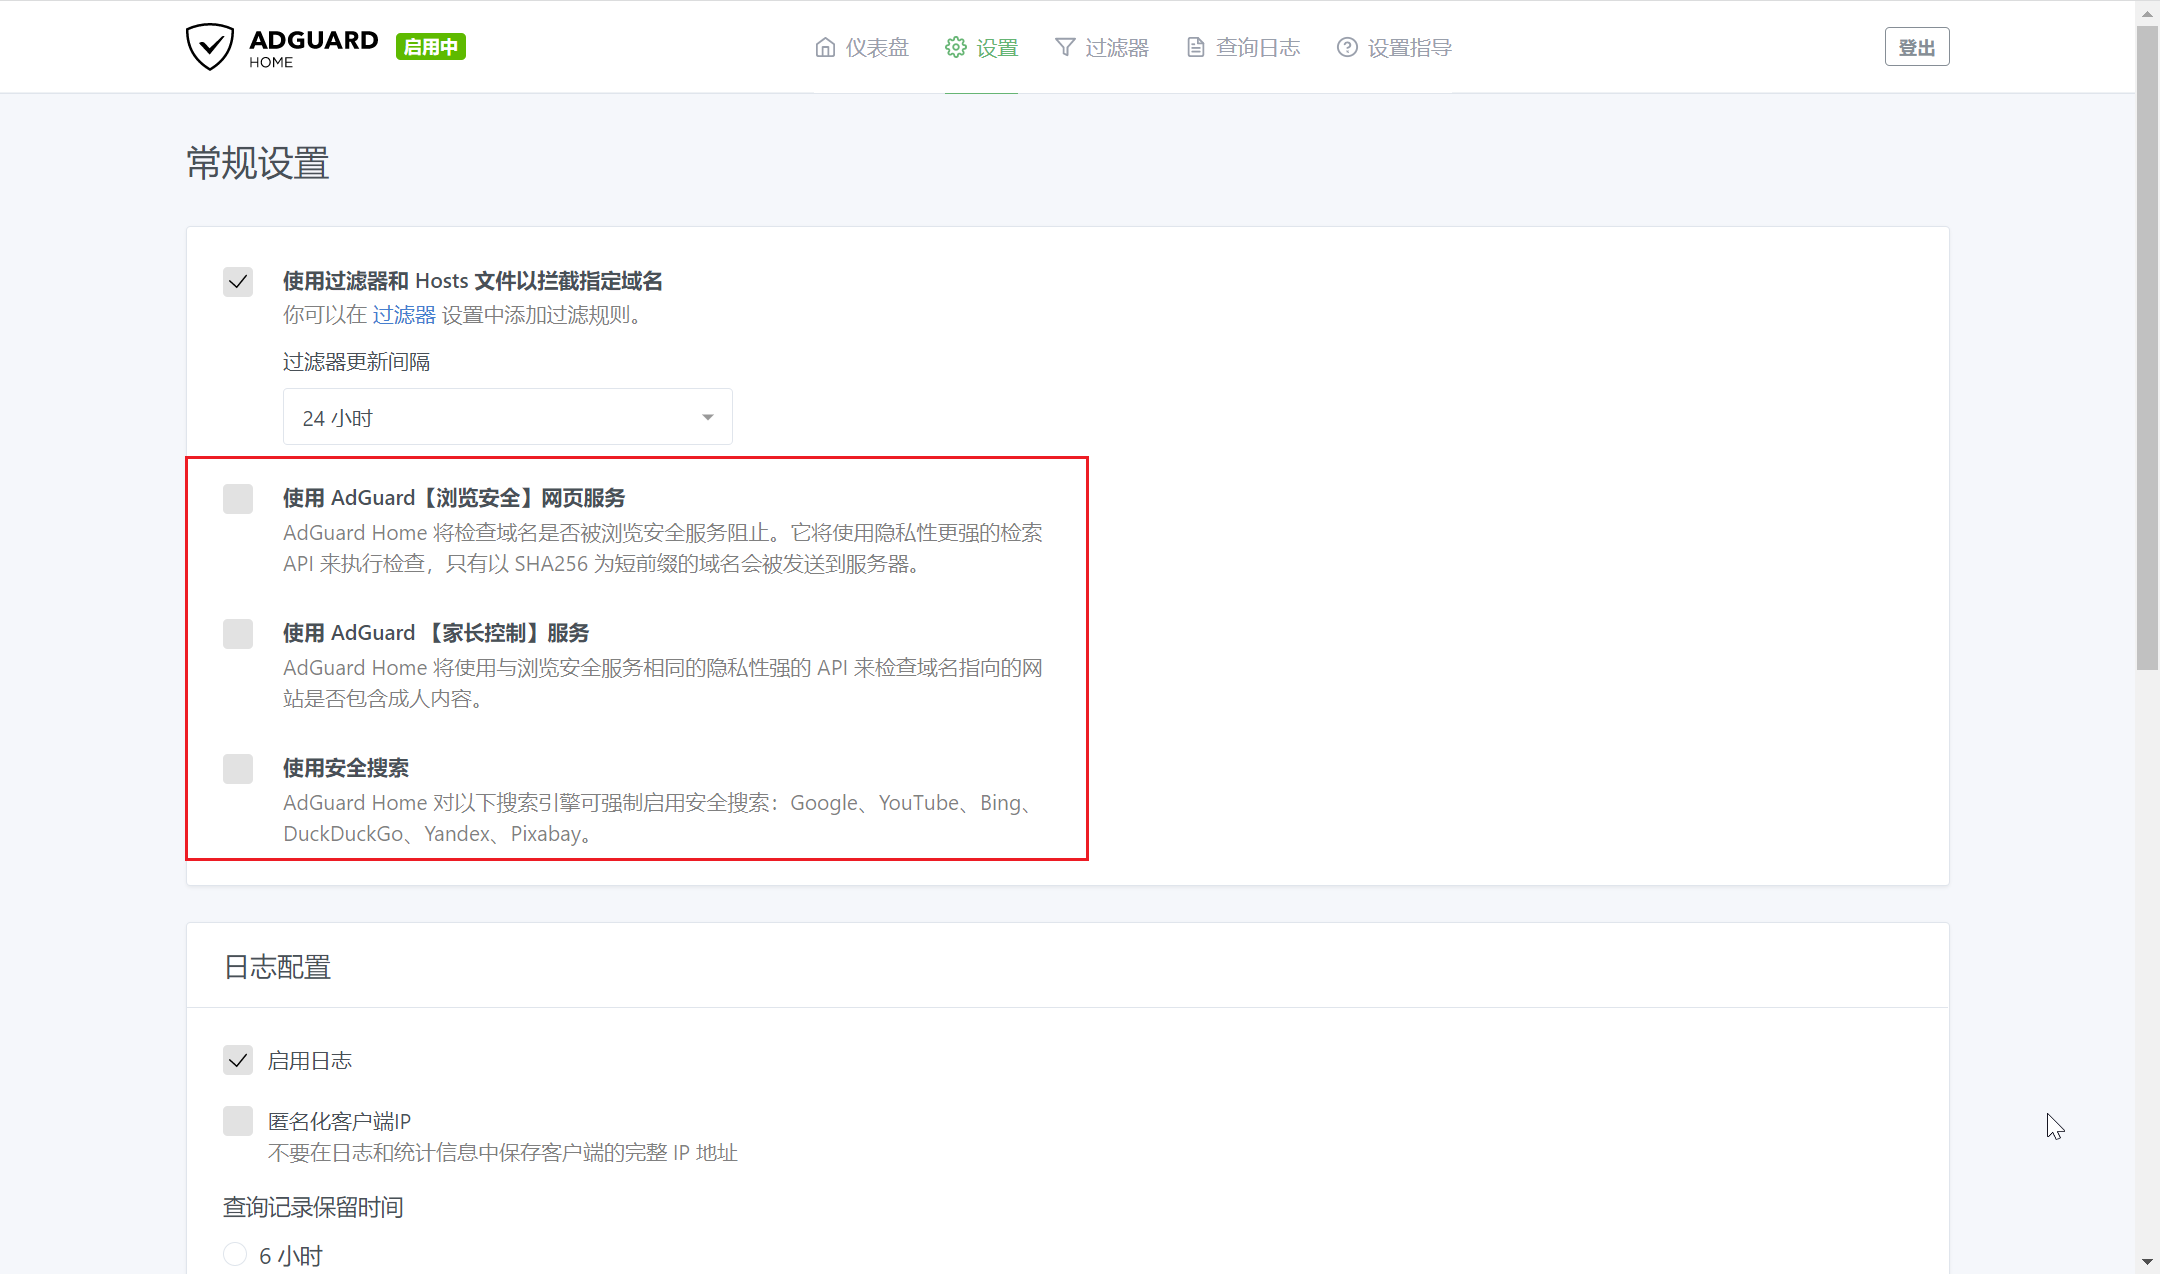 ADGUARD
HOME
启用中
仪表盘
设置
过滤器
查询日志
设置指导
登出
常规设置
使用过滤器和 Hosts 文件以拦截指定域名
你可以在 过滤器 设置中添加过滤规则。
过滤器更新间隔
24 小时
使用 AdGuard【浏览安全】网页服务
AdGuard Home 将检查域名是否被浏览安全服务阻止。它将使用隐私性更强的检索
API 来执行检查，只有以 SHA256 为短前缀的域名会被发送到服务器。
使用 AdGuard 【家长控制】服务
AdGuard Home 将使用与浏览安全服务相同的隐私性强的 API 来检查域名指向的网
站是否包含成人内容。
使用安全搜索
AdGuard Home 对以下搜索引擎可强制启用安全搜索：Google、YouTube、Bing、
DuckDuckGo、Yandex、Pixabay。
日志配置
启用日志
匿名化客户端IP
不要在日志和统计信息中保存客户端的完整 IP 地址
查询记录保留时间
6 小时